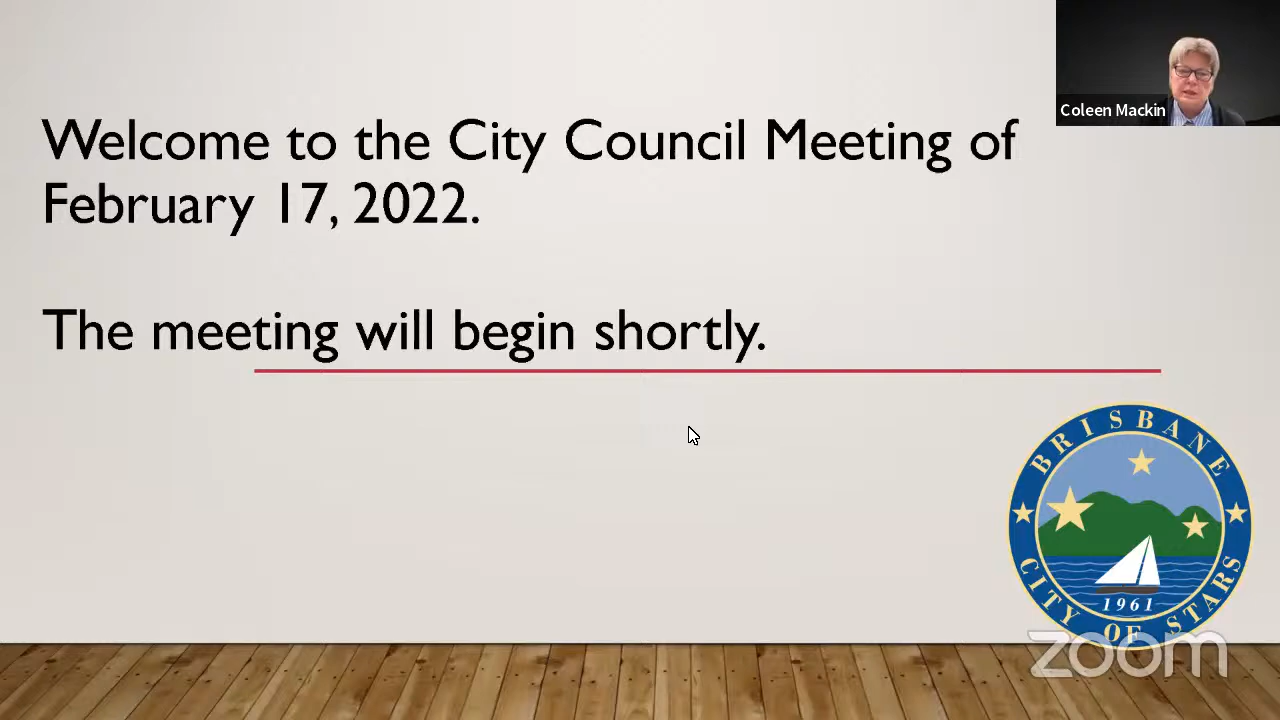 Coleen Mackin
Welcome to the City Council Meeting of
February 17, 2022.
The meeting will begin shortly.
BRISBANE
1961
CITY OF STARS
zoom